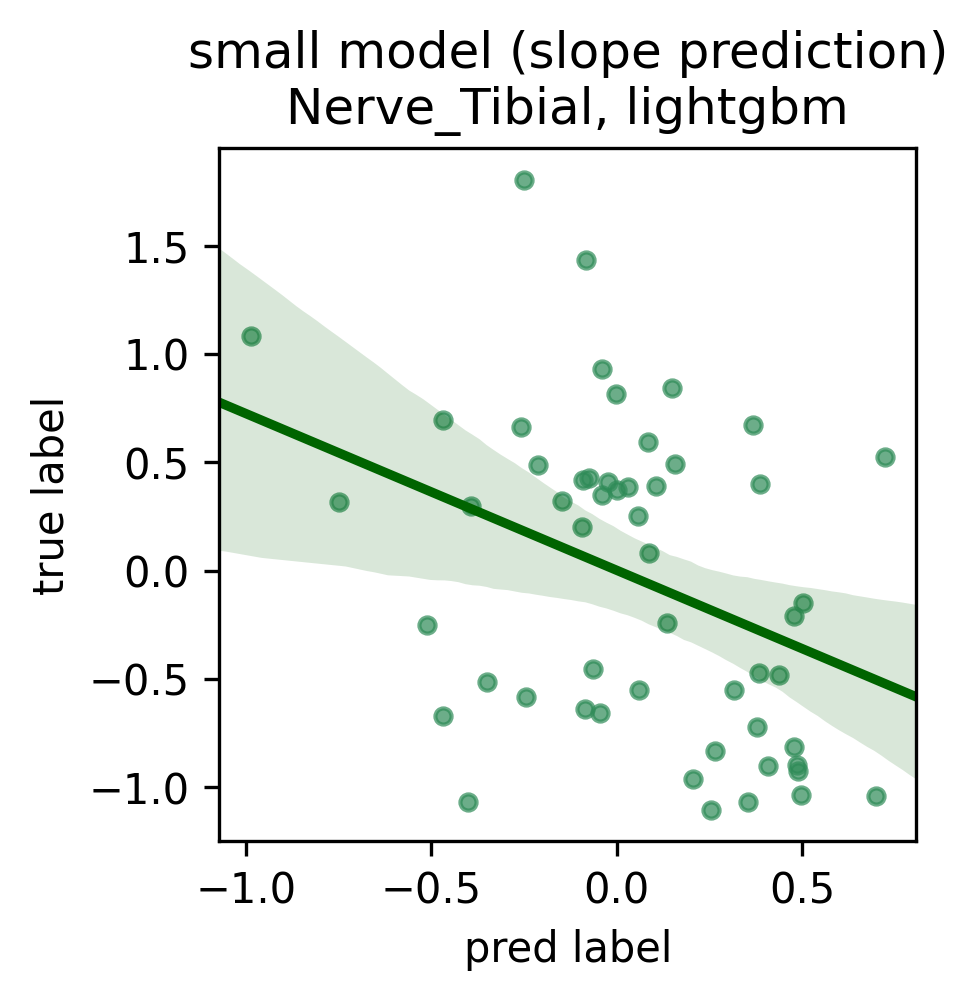 small model (slope prediction)
Nerve_Tibial, lightgbm
1.5
1.0
0.5
0.0
−0.5
−1.0
true label
−1.0
−0.5
0.0
0.5
pred label